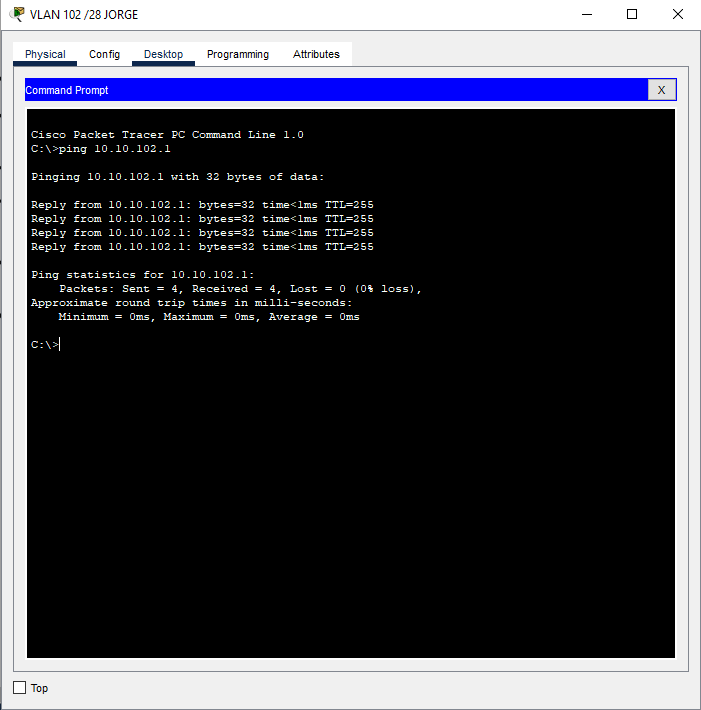 VLAN 102 /28 JORGE
Physical Config Desktop Programming Attributes
Command Prompt X
Cisco Packet Tracer PC Command Line 1.0
C:\>ping 10.10.102.1
Pinging 10.10.102.1 with 32 bytes of data:
Reply from 10.10.102.1: bytes=32 time<1ms TTL=255
Reply from 10.10.102.1: bytes=32 time<1ms TTL=255
Reply from 10.10.102.1: bytes=32 time<1ms TTL=255
Reply from 10.10.102.1: bytes=32 time<1ms TTL=255
Ping statistics for 10.10.102.1:
Packets: Sent = 4, Received = 4, Lost = 0 (0% loss),
Approximate round trip times in milli-seconds:
Minimum = 0ms, Maximum = 0ms, Average = 0ms
C:\>
Top